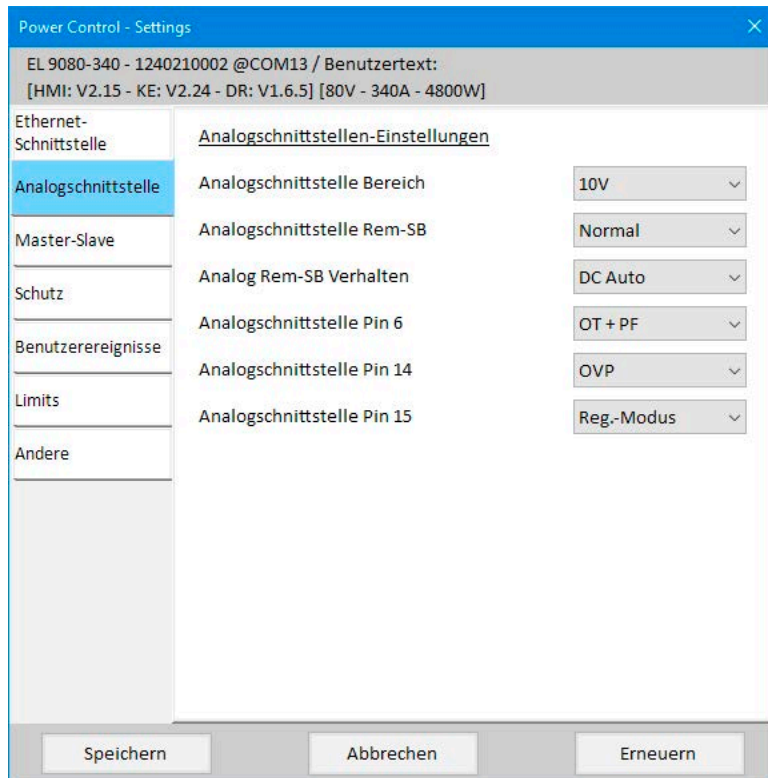 Power Control - Settings
EL 9080-340 - 1240210002 @COM13 / Benutzertext:
[HMI: V2.15 - KE: V2.24 - DR: V1.6.5] [80V - 340A - 4800W]
Ethernet-
Schnittstelle
Analogschnittstelle
Master-Slave
Schutz
Benutzerereignisse
Limits
Andere
Analogschnittstellen-Einstellungen
Analogschnittstelle Bereich 10V
Analogschnittstelle Rem-SB Normal
Analog Rem-SB Verhalten DC Auto
Analogschnittstelle Pin 6 OT + PF
Analogschnittstelle Pin 14 OVP
Analogschnittstelle Pin 15 Reg.-Modus
Speichern Abbrechen Erneuern